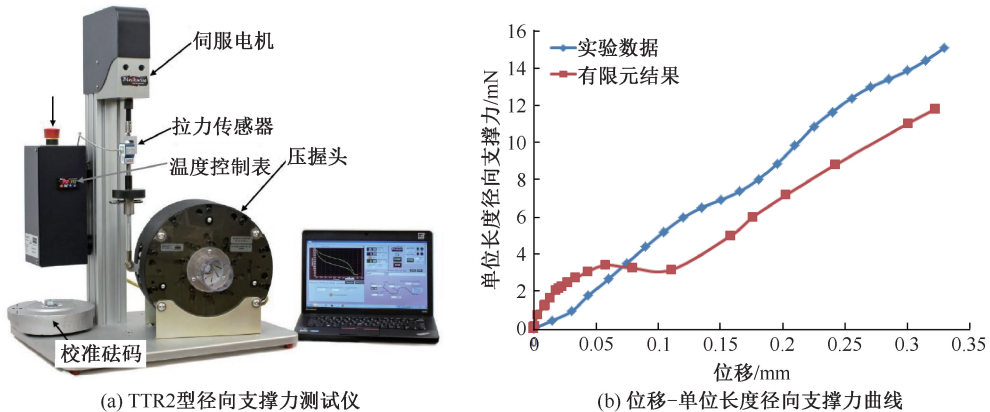 伺服电机
拉力传感器
温度控制表
压握头
校准砝码
(a) TTR2型径向支撑力测试仪
单位长度径向支撑力/mN
16
14
12
10
8
6
4
2
0
实验数据
有限元结果
0 0.05 0.1 0.15 0.2 0.25 0.3 0.35
位移/mm
(b) 位移-单位长度径向支撑力曲线